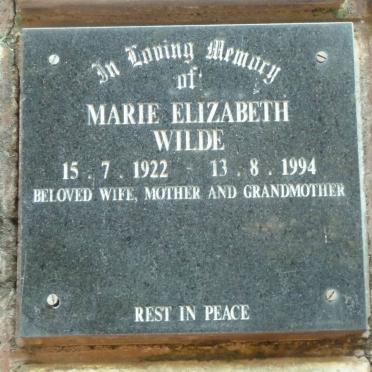 In Loving Memory
of
MARIE ELIZABETH
WILDE
15 . 7 . 1922 - 13 . 8 . 1994
BELOVED WIFE, MOTHER AND GRANDMOTHER
REST IN PEACE